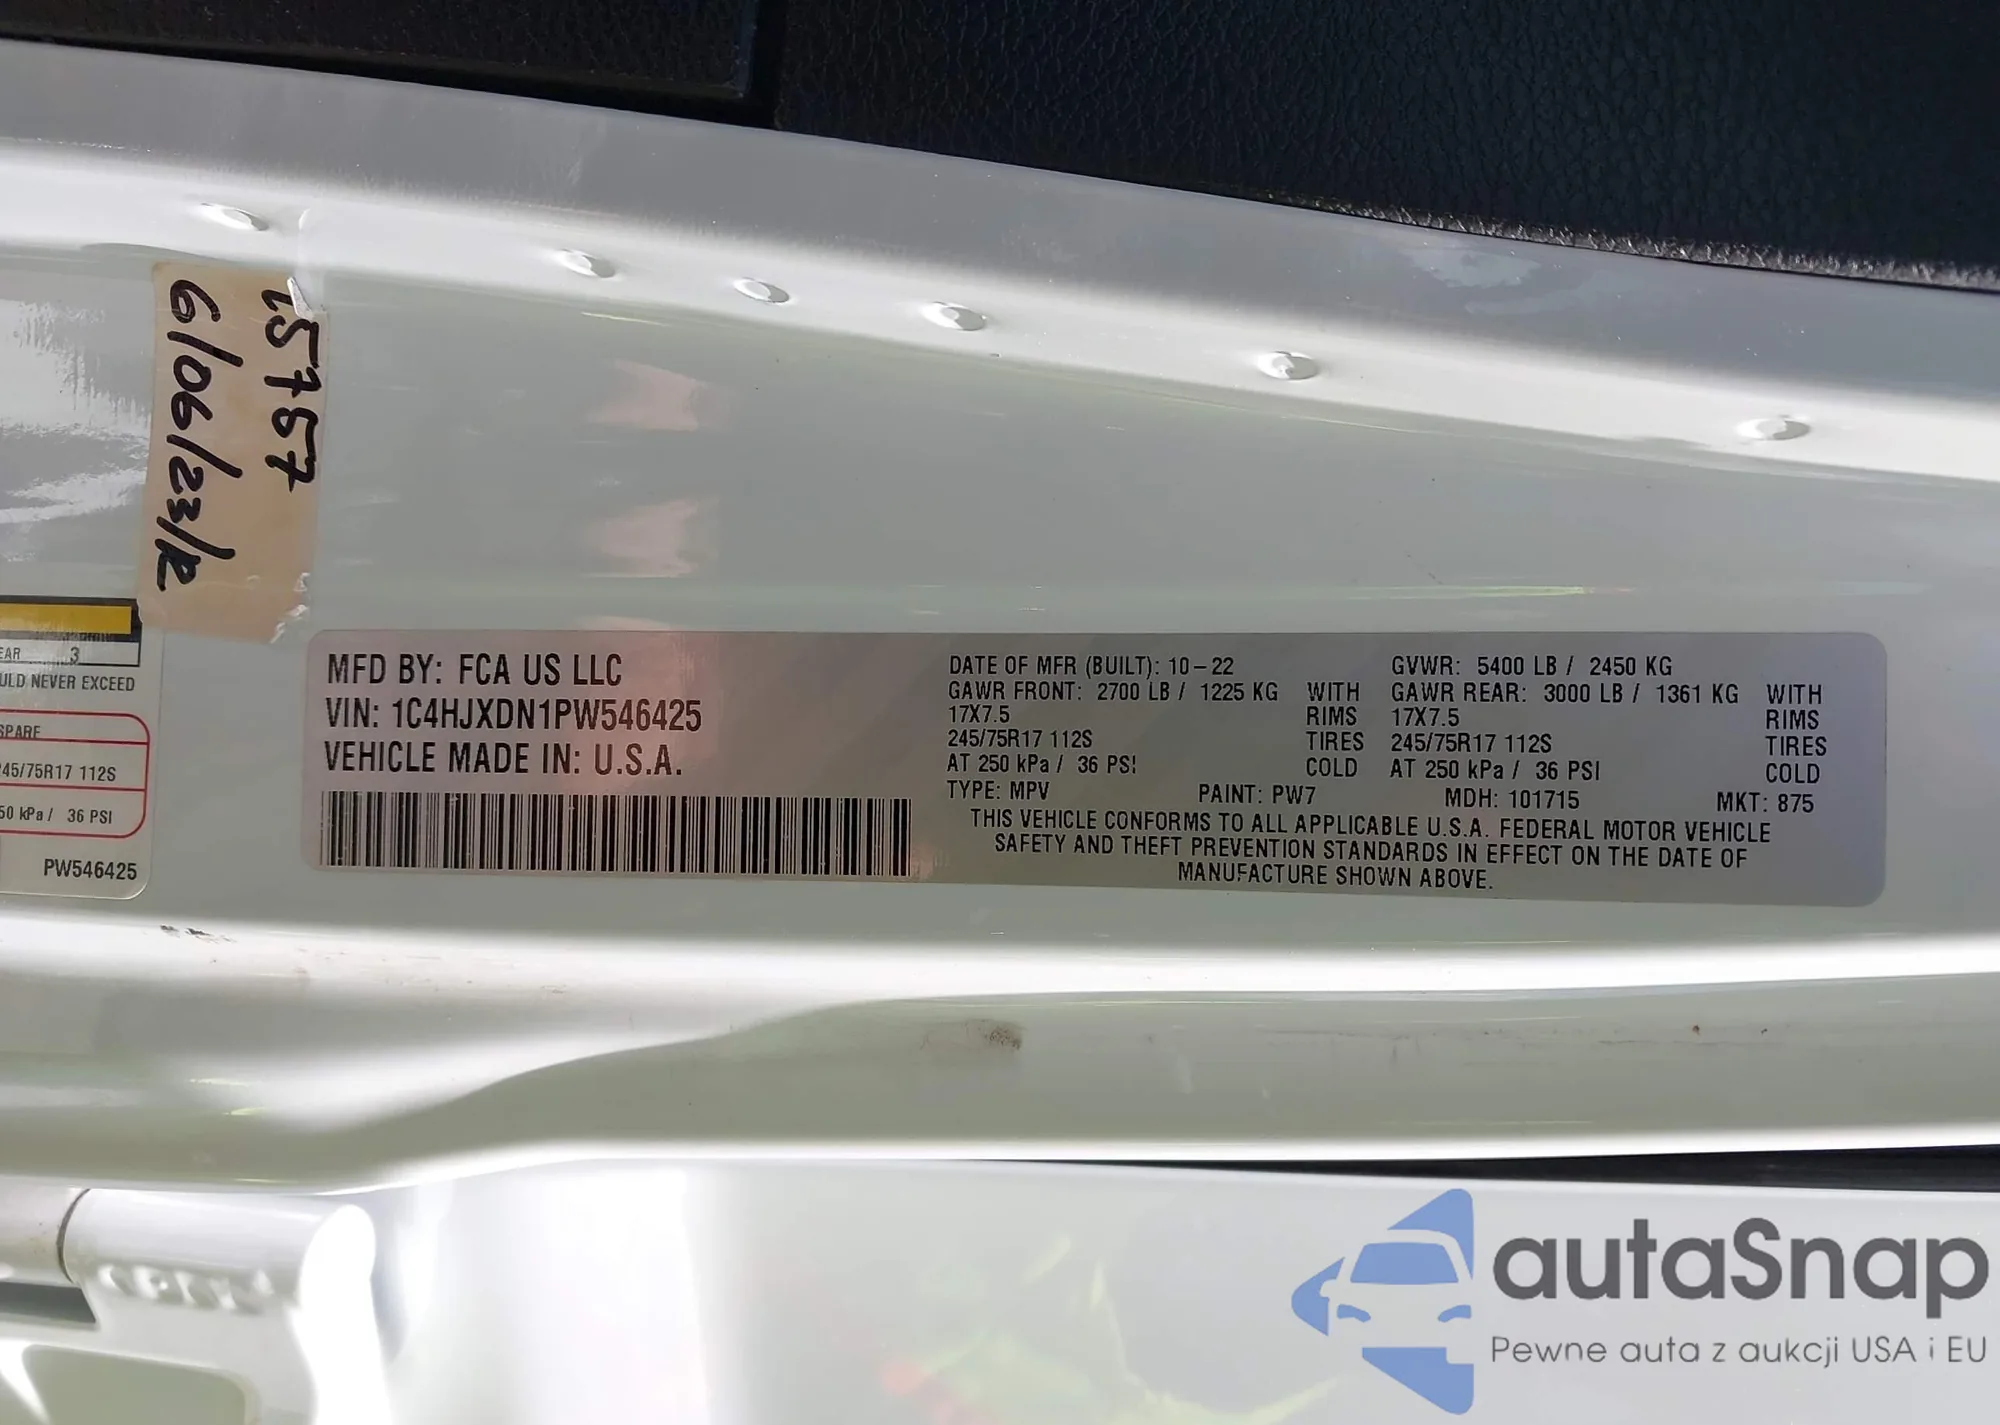 15787
6/06/23/R
EAR 3
ULD NEVER EXCEED
SPARE
245/75R17 112S
50 kPa / 36 PSI
PW546425
MFD BY: FCA US LLC
VIN: 1C4HJXDN1PW546425
VEHICLE MADE IN: U.S.A.
DATE OF MFR (BUILT): 10-22 GVWR: 5400 LB / 2450 KG
GAWR FRONT: 2700 LB / 1225 KG WITH GAWR REAR: 3000 LB / 1361 KG WITH
17X7.5 RIMS 17X7.5 RIMS
245/75R17 112S TIRES 245/75R17 112S TIRES
AT 250 kPa / 36 PSI COLD AT 250 kPa / 36 PSI COLD
TYPE: MPV PAINT: PW7 MDH: 101715 MKT: 875
THIS VEHICLE CONFORMS TO ALL APPLICABLE U.S.A. FEDERAL MOTOR VEHICLE
SAFETY AND THEFT PREVENTION STANDARDS IN EFFECT ON THE DATE OF
MANUFACTURE SHOWN ABOVE.
autaSnap
Pewne auta z aukcji USA i EU